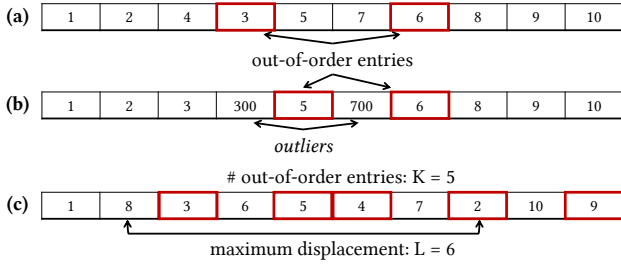 (a) 1 2 4 3 5 7 6 8 9 10
out-of-order entries
(b) 1 2 3 300 5 700 6 8 9 10
outliers
# out-of-order entries: K = 5
(c) 1 8 3 6 5 4 7 2 10 9
maximum displacement: L = 6